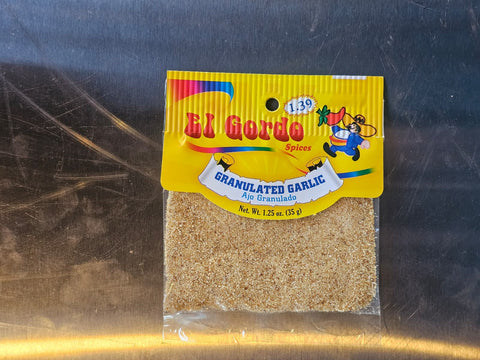 1.39
El Gordo
Spices
GRANULATED GARLIC
Ajo Granulado
Net. Wt. 1.25 oz. (35 g)